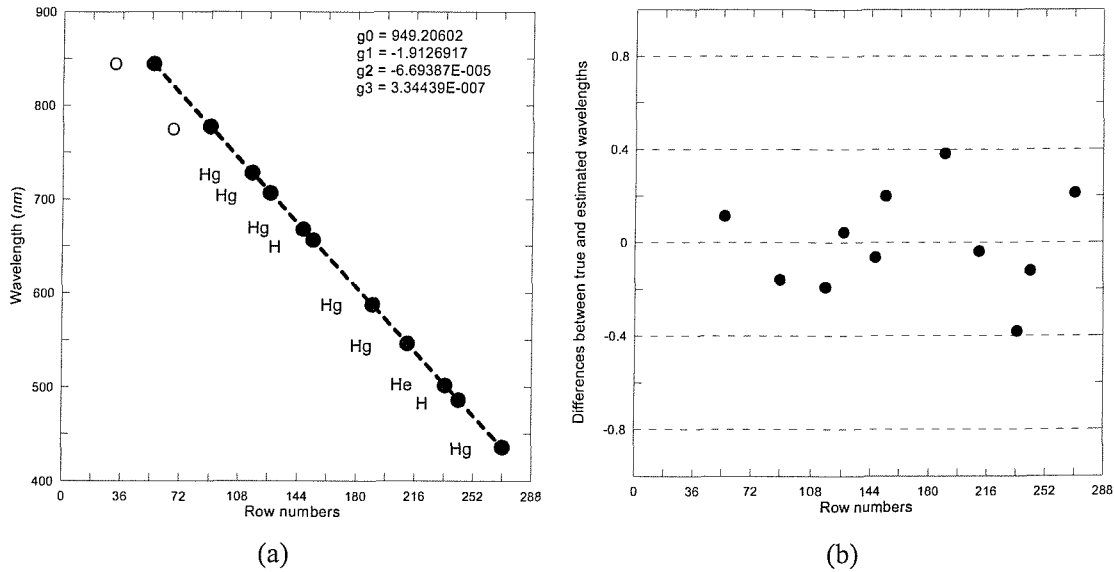 900
800
700
600
500
400
Wavelength (nm)
g0 = 949.20602
g1 = -1.9126917
g2 = -6.69387E-005
g3 = 3.34439E-007
O
O
Hg
Hg
Hg
H
Hg
Hg
He
H
Hg
0 36 72 108 144 180 216 252 288
Row numbers
(a)
0.8
0.4
0
-0.4
-0.8
Differences between true and estimated wavelengths
0 36 72 108 144 180 216 252 288
Row numbers
(b)